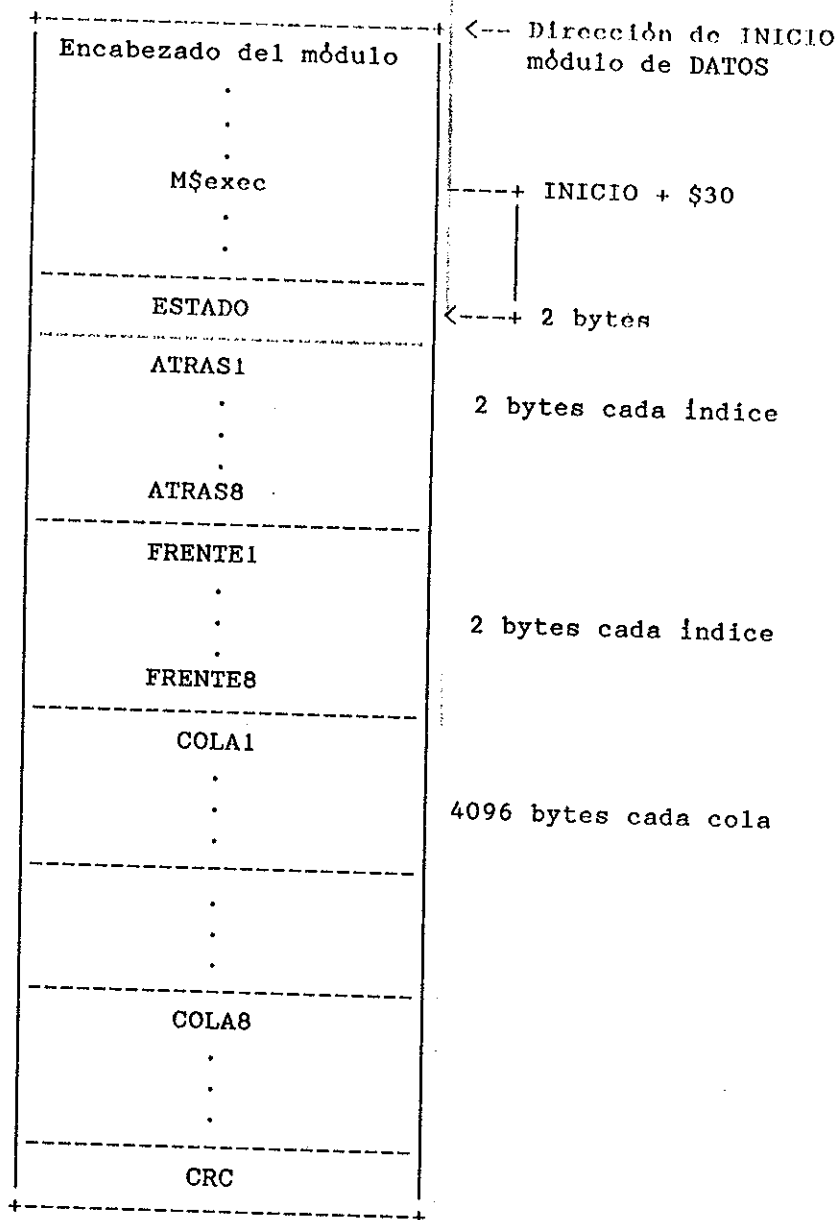 <-- Dirección de INICIO
Encabezado del módulo módulo de DATOS
.
.
.
M$exec ----+ INICIO + $30
.
.
ESTADO <---+ 2 bytes
ATRAS1
. 2 bytes cada índice
.
.
ATRAS8
FRENTE1
.
. 2 bytes cada índice
.
FRENTE8
COLA1
.
. 4096 bytes cada cola
.
.
.
.
COLA8
.
.
.
CRC